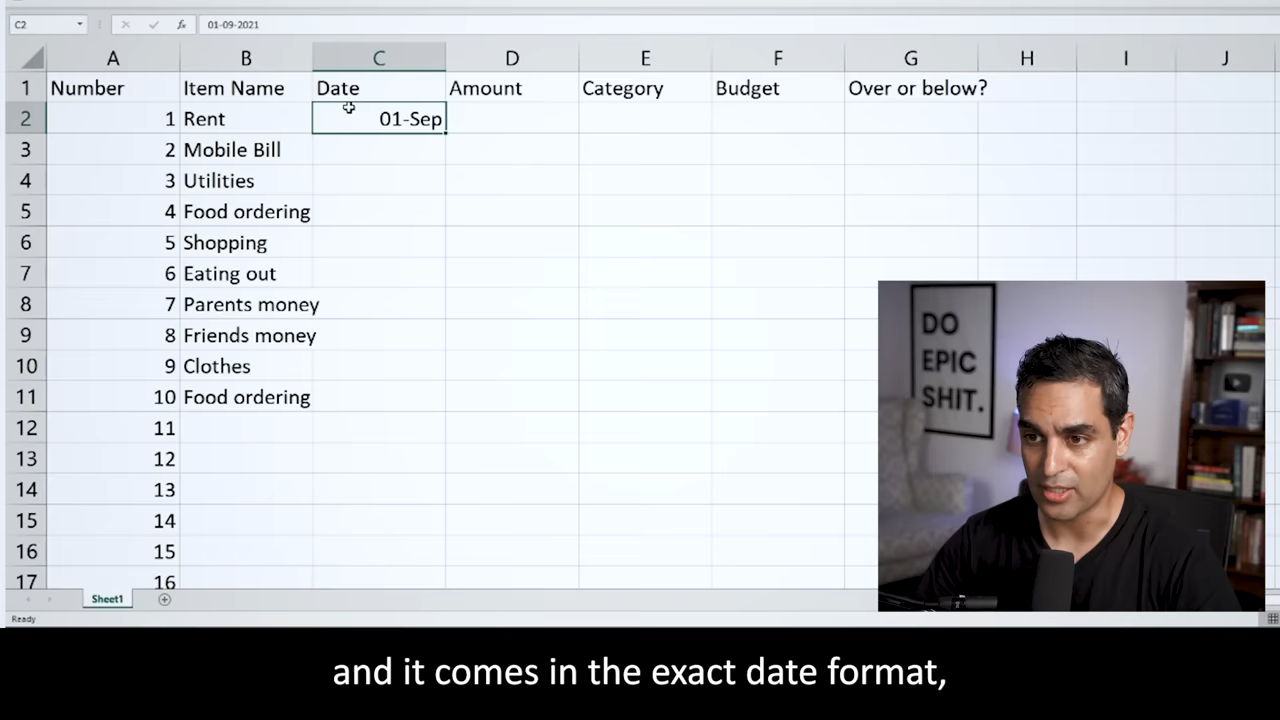 C2
fx
01-09-2021
A B C D E F G H I J
1 Number Item Name Date Amount Category Budget Over or below?
2 1 Rent 01-Sep
3 2 Mobile Bill
4 3 Utilities
5 4 Food ordering
6 5 Shopping
7 6 Eating out
8 7 Parents money
9 8 Friends money
10 9 Clothes
11 10 Food ordering
12 11
13 12
14 13
15 14
16 15
17 16
DO
EPIC
SHIT.
Sheet1
Ready
and it comes in the exact date format,